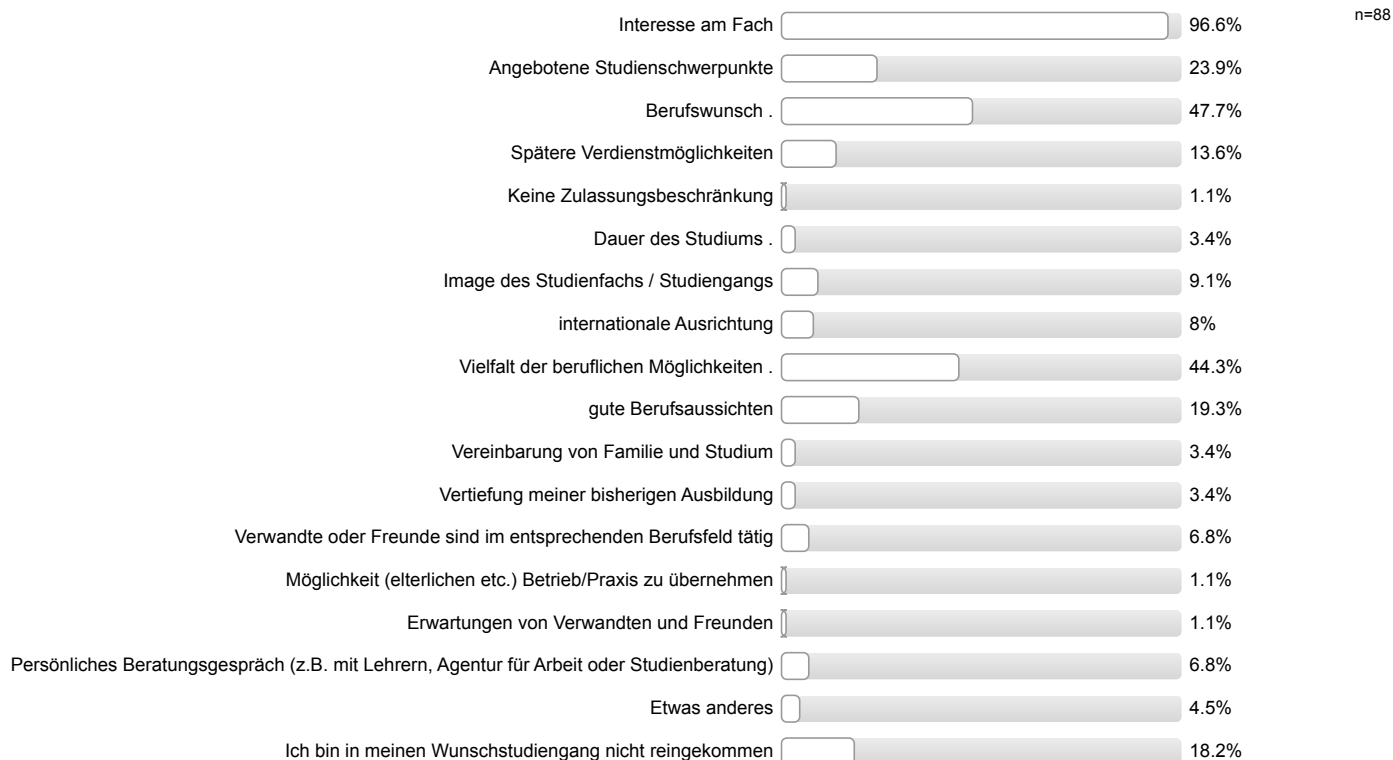 Interesse am Fach 96.6% n=88
Angebotene Studienschwerpunkte 23.9%
Berufswunsch . 47.7%
Spätere Verdienstmöglichkeiten 13.6%
Keine Zulassungsbeschränkung 1.1%
Dauer des Studiums . 3.4%
Image des Studienfachs / Studiengangs 9.1%
internationale Ausrichtung 8%
Vielfalt der beruflichen Möglichkeiten . 44.3%
gute Berufsaussichten 19.3%
Vereinbarung von Familie und Studium 3.4%
Vertiefung meiner bisherigen Ausbildung 3.4%
Verwandte oder Freunde sind im entsprechenden Berufsfeld tätig 6.8%
Möglichkeit (elterlichen etc.) Betrieb/Praxis zu übernehmen 1.1%
Erwartungen von Verwandten und Freunden 1.1%
Persönliches Beratungsgespräch (z.B. mit Lehrern, Agentur für Arbeit oder Studienberatung) 6.8%
Etwas anderes 4.5%
Ich bin in meinen Wunschstudiengang nicht reingekommen 18.2%